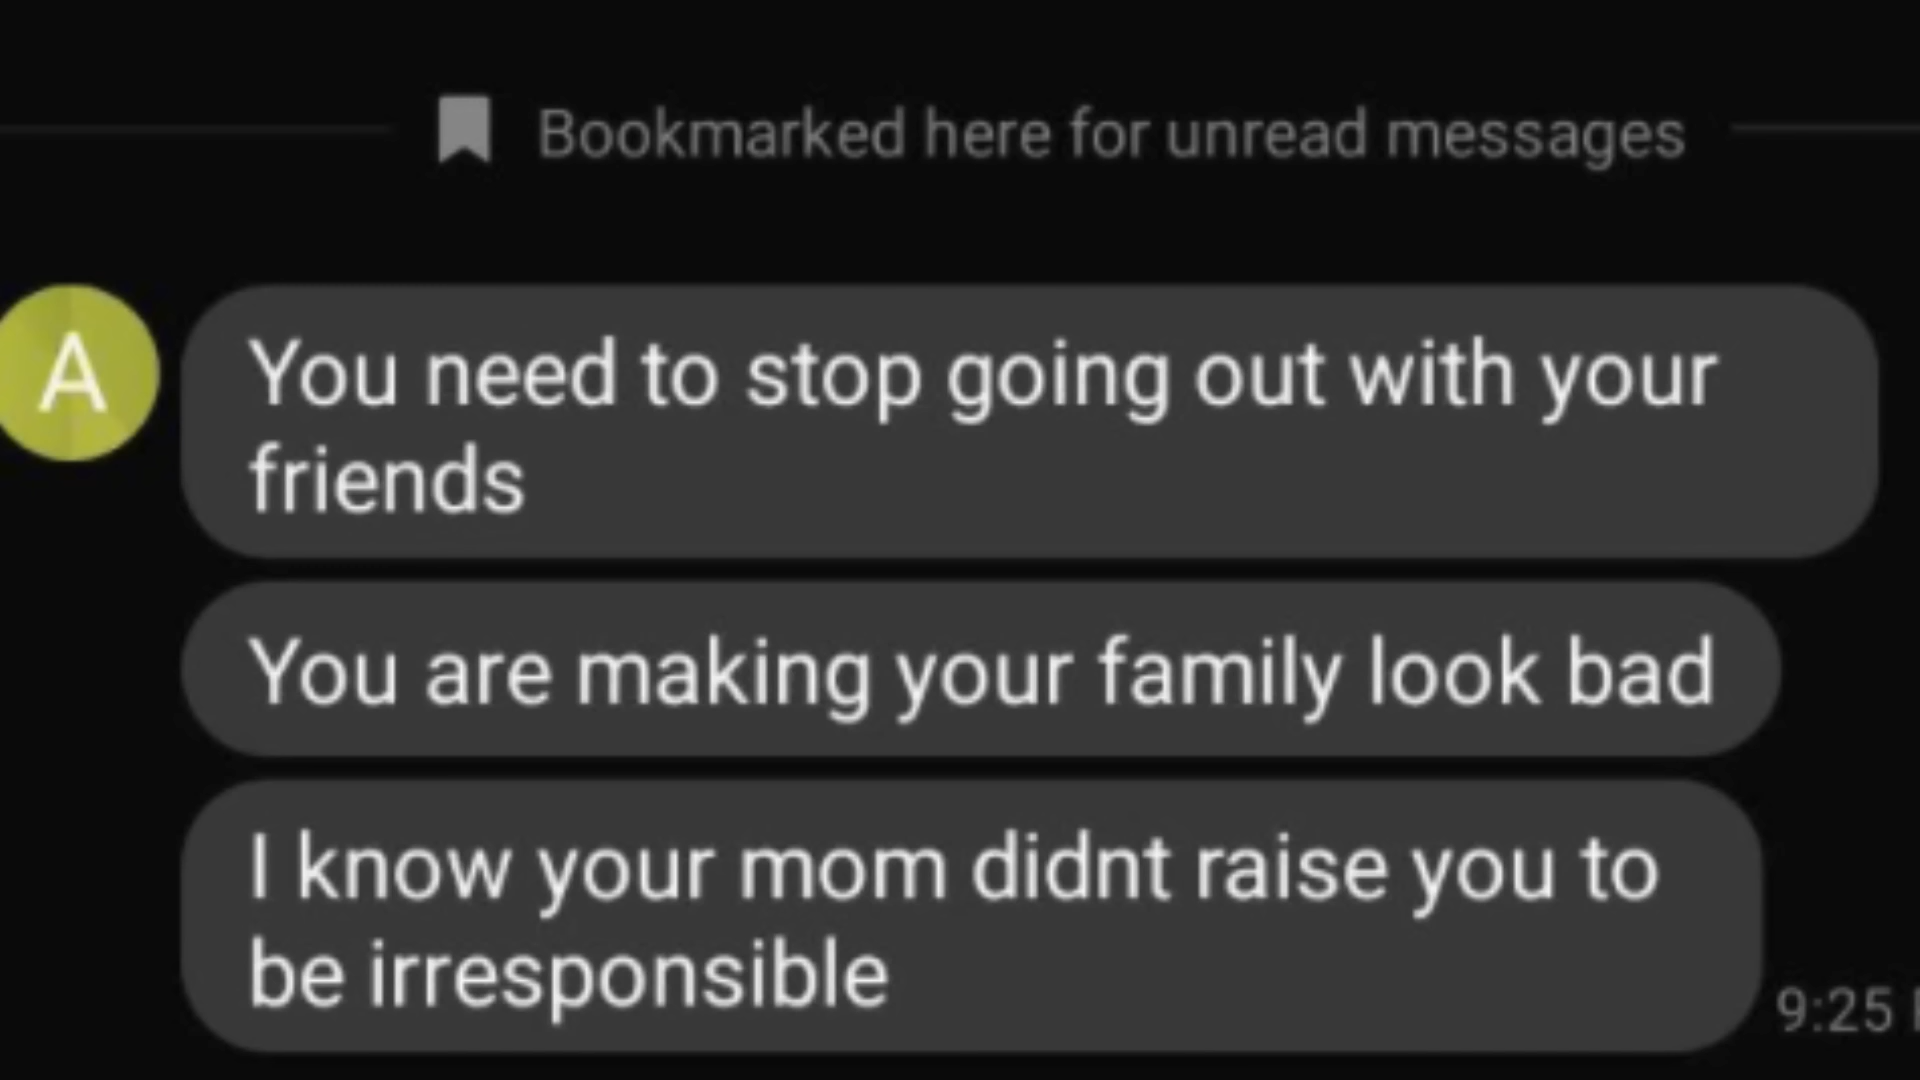 Bookmarked here for unread messages
A
You need to stop going out with your
friends
You are making your family look bad
I know your mom didnt raise you to
be irresponsible
9:25